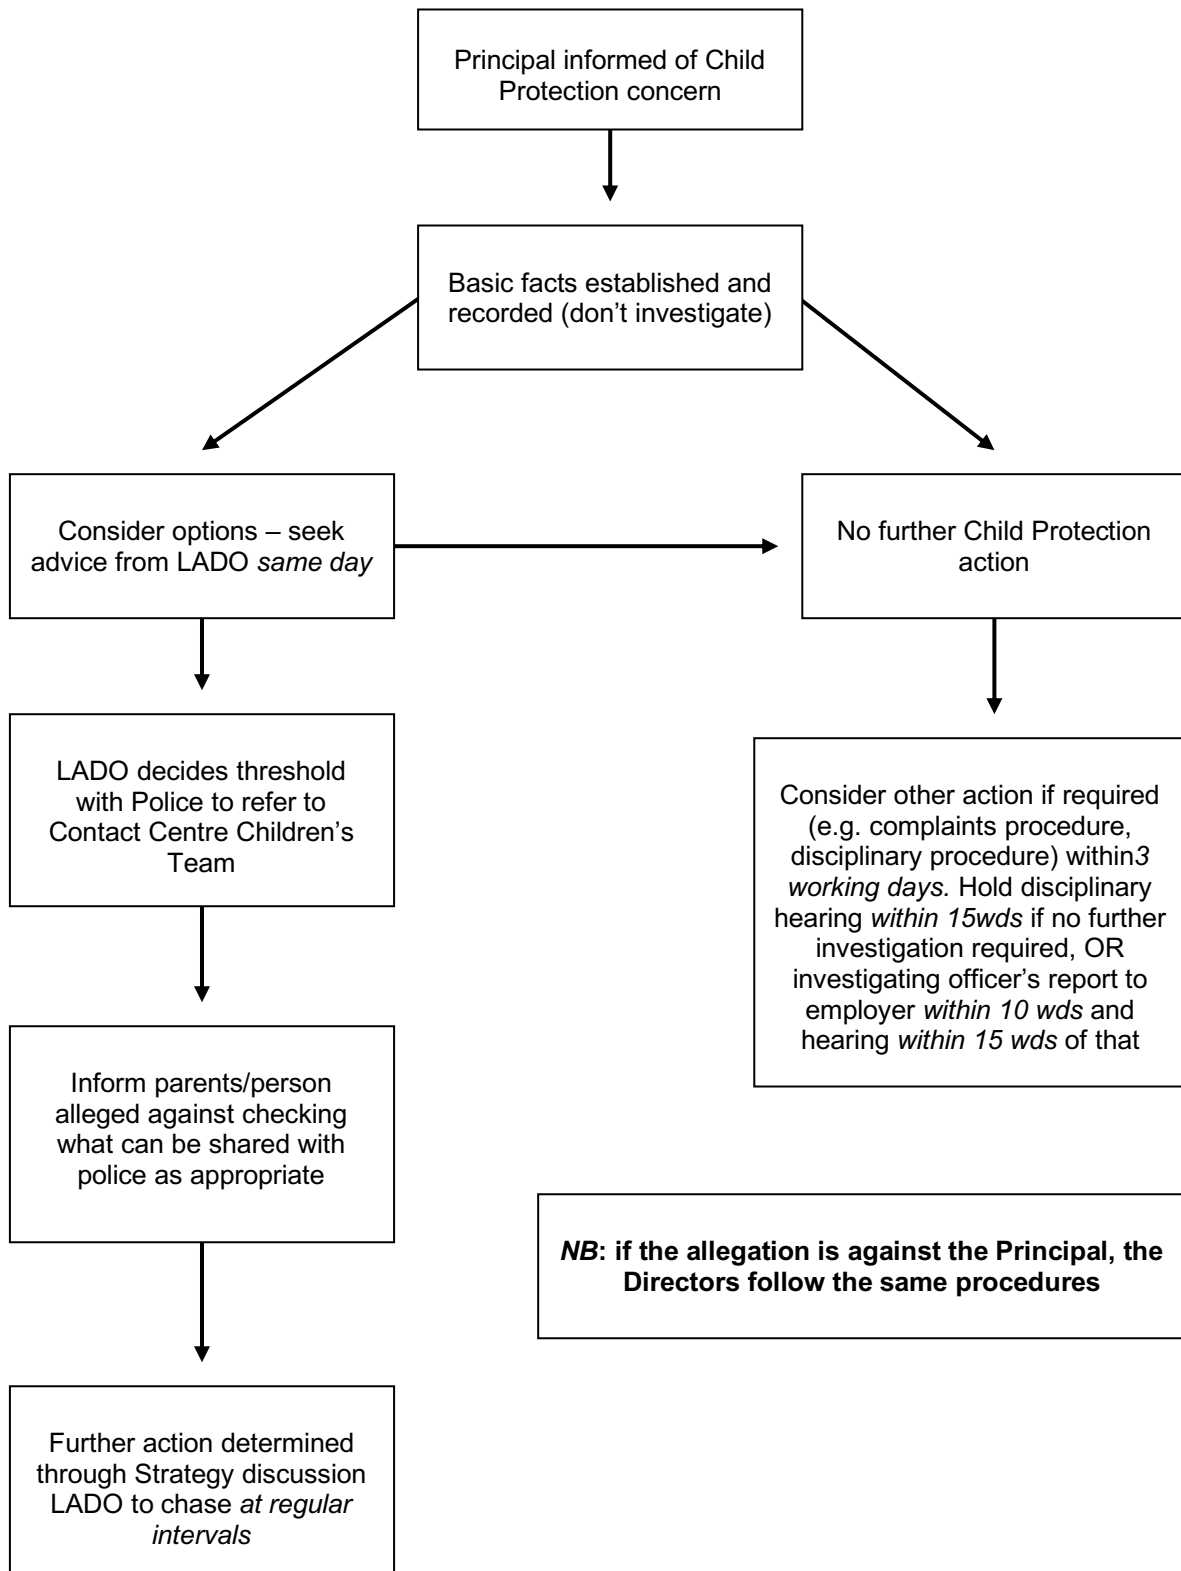 Principal informed of Child
Protection concern
Basic facts established and
recorded (don’t investigate)
Consider options – seek
advice from LADO same day
No further Child Protection
action
LADO decides threshold
with Police to refer to
Contact Centre Children’s
Team
Consider other action if required
(e.g. complaints procedure,
disciplinary procedure) within3
working days. Hold disciplinary
hearing within 15wds if no further
investigation required, OR
investigating officer’s report to
employer within 10 wds and
hearing within 15 wds of that
Inform parents/person
alleged against checking
what can be shared with
police as appropriate
NB: if the allegation is against the Principal, the
Directors follow the same procedures
Further action determined
through Strategy discussion
LADO to chase at regular
intervals